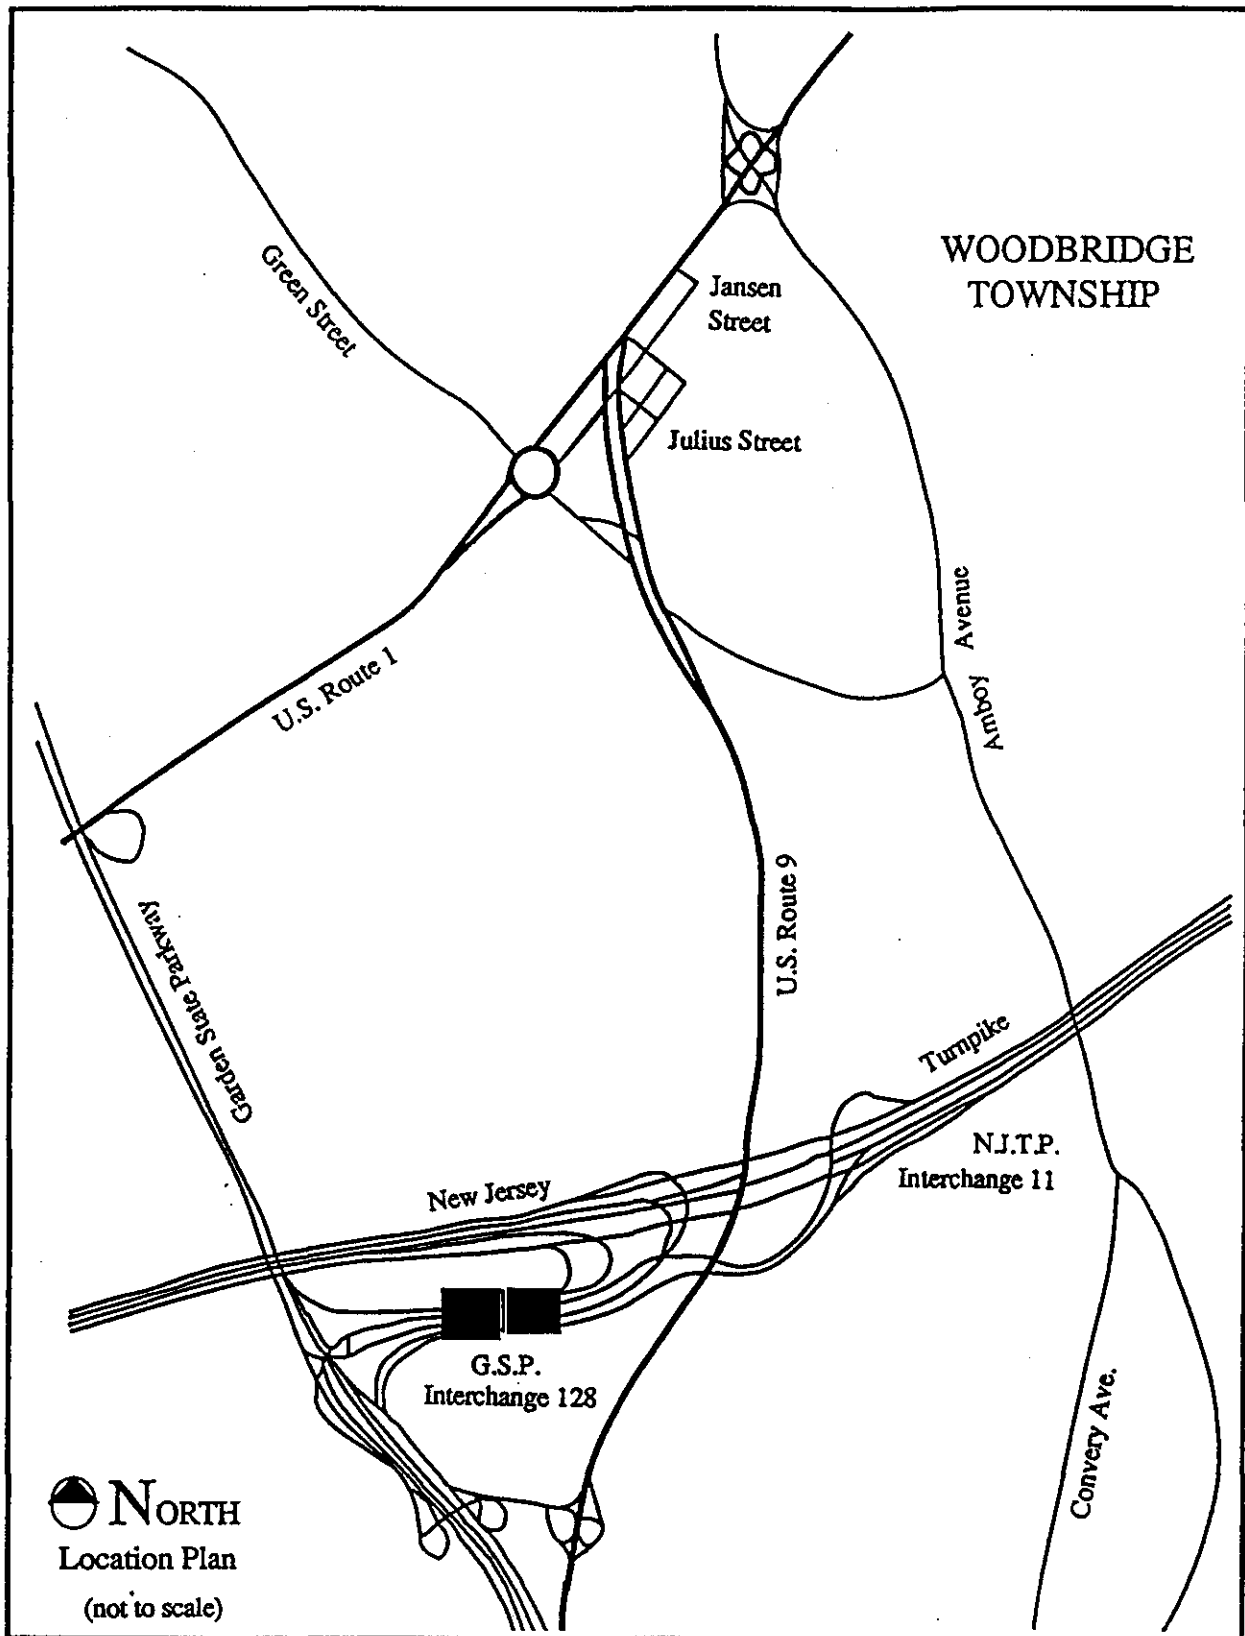 WOODBRIDGE
TOWNSHIP
Green Street
Jansen
Street
Julius Street
Avenue
Amboy
U.S. Route 1
U.S. Route 9
Garden State Parkway
Turnpike
N.J.T.P.
Interchange 11
New Jersey
G.S.P.
Interchange 128
Convery Ave.
NORTH
Location Plan
(not to scale)